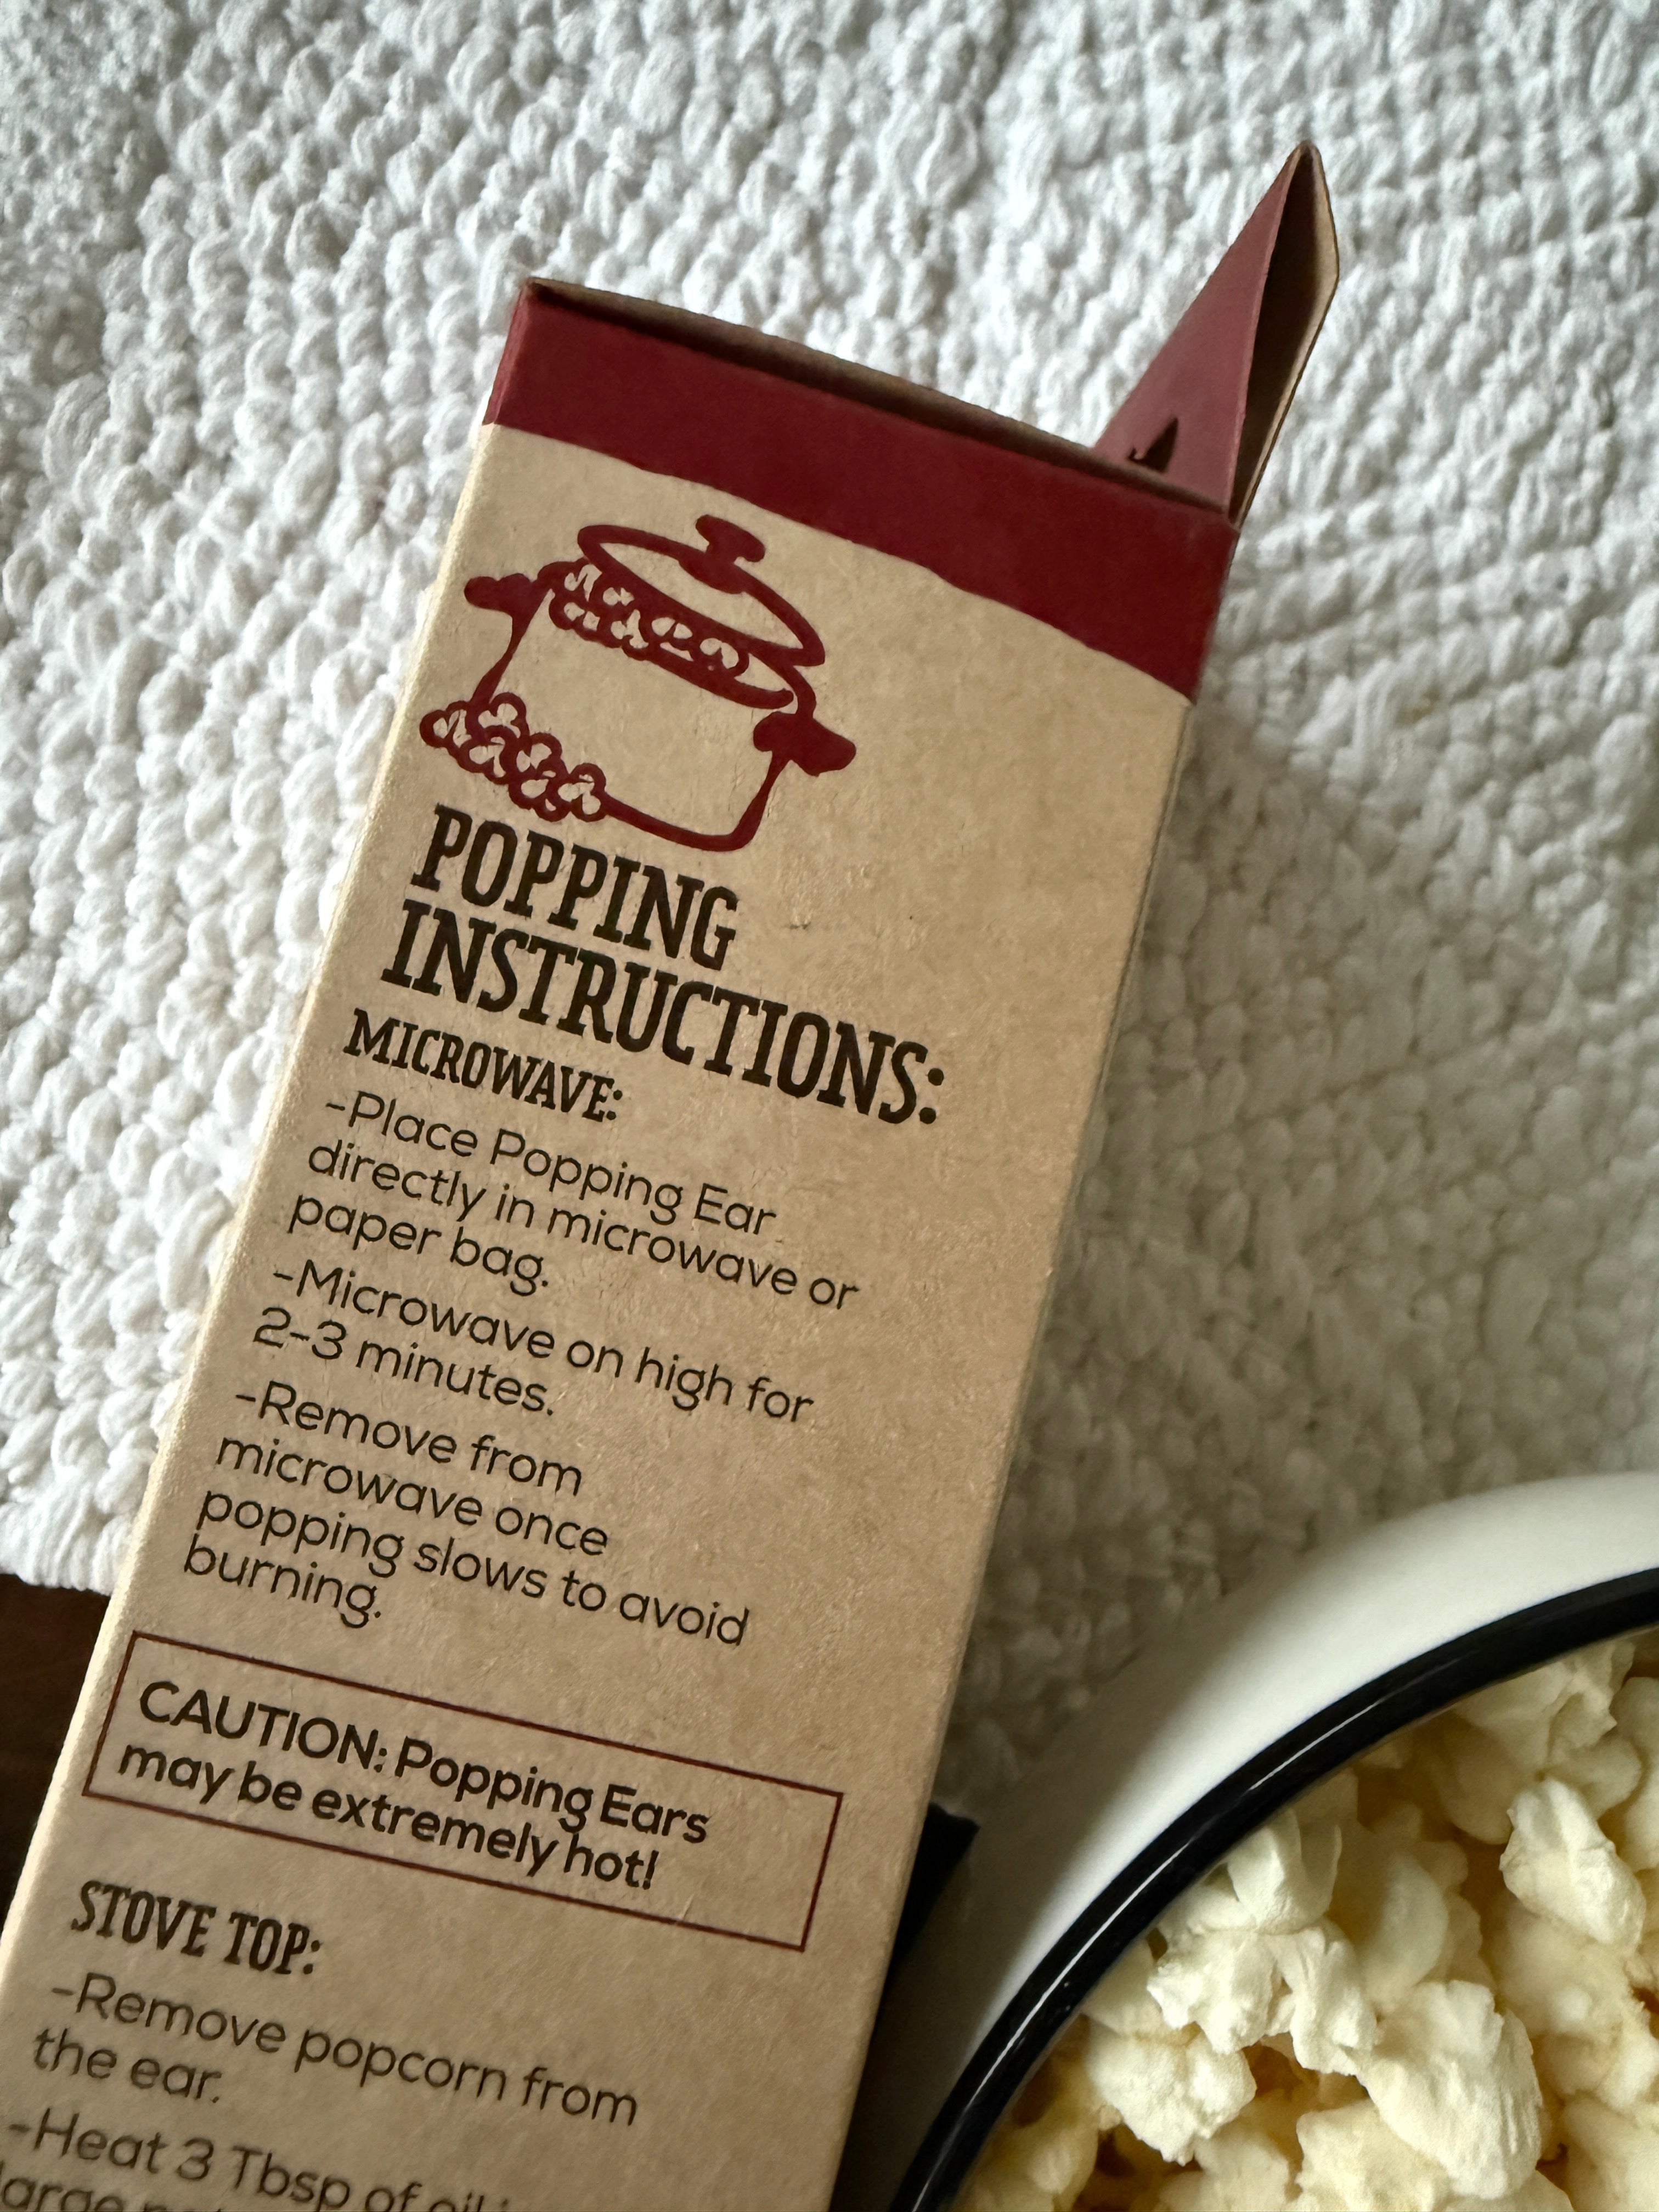 POPPING
INSTRUCTIONS:
MICROWAVE:
-Place Popping Ear
directly in microwave or
paper bag.
-Microwave on high for
2-3 minutes.
-Remove from
microwave once
popping slows to avoid
burning.
CAUTION: Popping Ears
may be extremely hot!
STOVE TOP:
-Remove popcorn from
the ear.
-Heat 3 Tbsp of oil
large